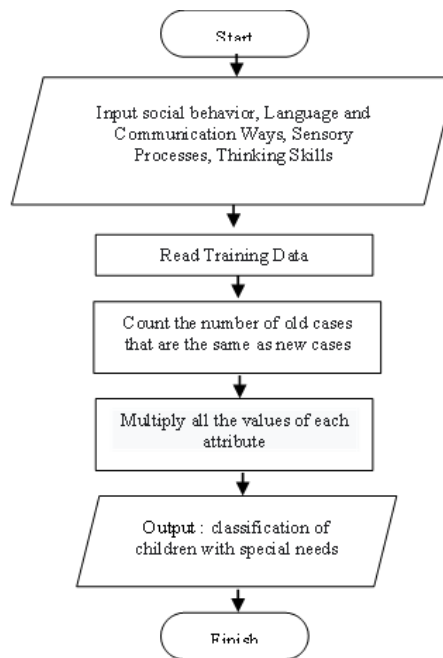 Start
Input social behavior, Language and
Communication Ways, Sensory
Processes, Thinking Skills
Read Training Data
Count the number of old cases
that are the same as new cases
Multiply all the values of each
attribute
Output : classification of
children with special needs
Finish